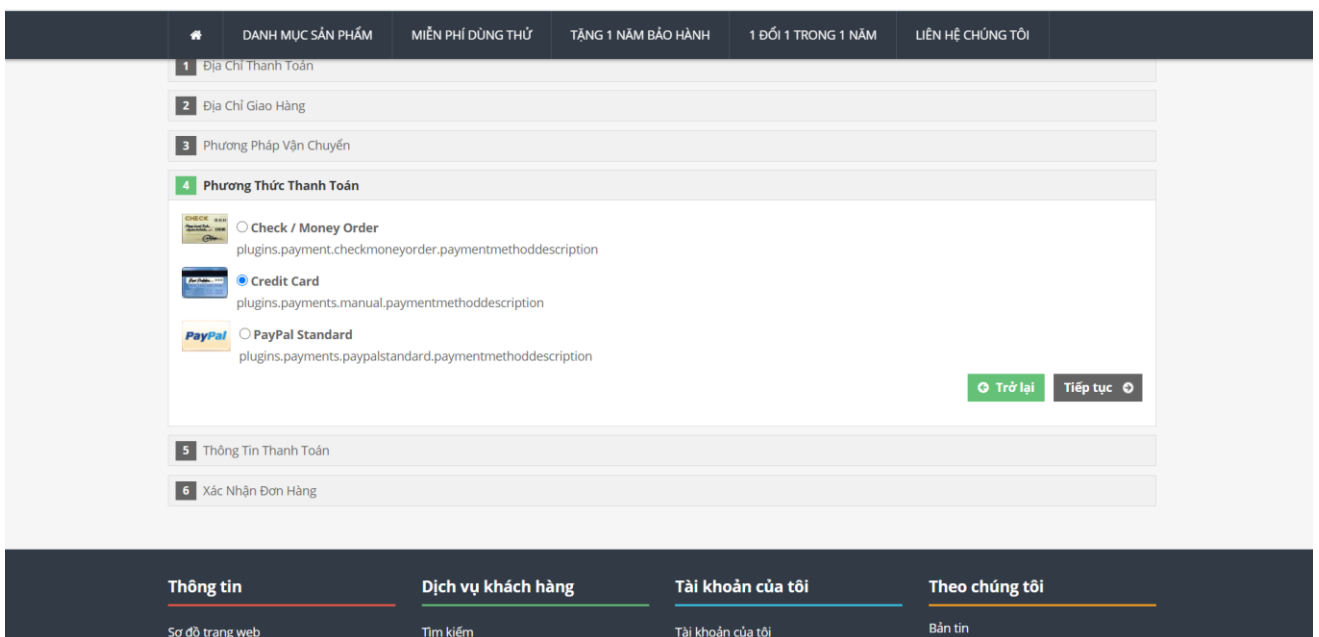 DANH MỤC SẢN PHẨM MIỄN PHÍ DÙNG THỬ TẶNG 1 NĂM BẢO HÀNH 1 ĐỔI 1 TRONG 1 NĂM LIÊN HỆ CHÚNG TÔI
1 Địa Chỉ Thanh Toán
2 Địa Chỉ Giao Hàng
3 Phương Pháp Vận Chuyển
4 Phương Thức Thanh Toán
CHECK
Check / Money Order
plugins.payment.checkmoneyorder.paymentmethoddescription
Credit Card
plugins.payments.manual.paymentmethoddescription
PayPal PayPal Standard
plugins.payments.paypalstandard.paymentmethoddescription
Trở lại Tiếp tục
5 Thông Tin Thanh Toán
6 Xác Nhận Đơn Hàng
Thông tin Dịch vụ khách hàng Tài khoản của tôi Theo chúng tôi
Sơ đồ trang web Tìm kiếm Tài khoản của tôi Bản tin